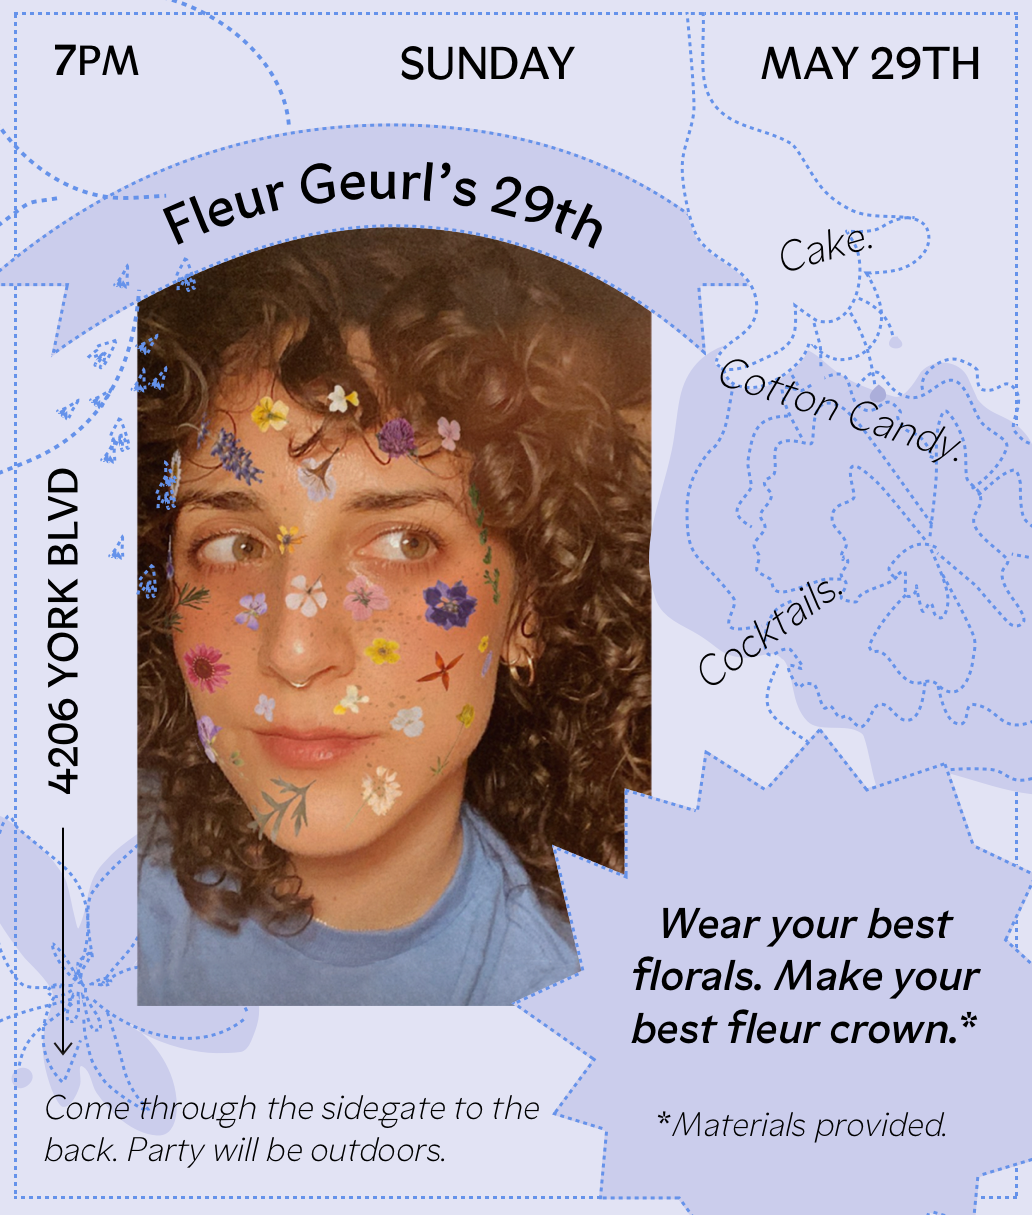 7PM
SUNDAY
MAY 29TH
Fleur Geurl’s 29th
Cake.
Cotton Candy.
Cocktails.
4206 YORK BLVD
Wear your best
florals. Make your
best fleur crown.*
*Materials provided.
Come through the sidegate to the
back. Party will be outdoors.